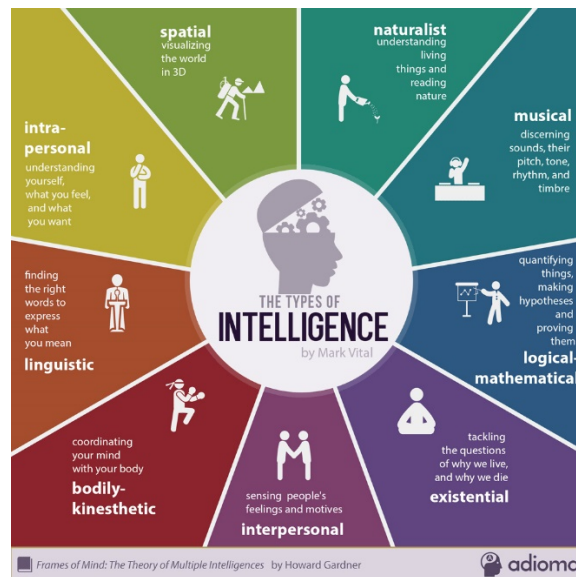 spatial
visualizing
the world
in 3D
naturalist
understanding
living
things and
reading
nature
musical
discerning
sounds, their
pitch, tone,
rhythm, and
timbre
quantifying
things,
making
hypotheses
and
proving
them
logical-
mathematical
tackling
the questions
of why we live,
and why we die
existential
sensing people's
feelings and motives
interpersonal
coordinating
your mind
with your body
bodily-
kinesthetic
finding
the right
words to
express
what
you mean
linguistic
intra-
personal
understanding
yourself,
what you feel,
and what
you want
THE TYPES OF
INTELLIGENCE
by Mark Vital
Frames of Mind: The Theory of Multiple Intelligences by Howard Gardner
adioma